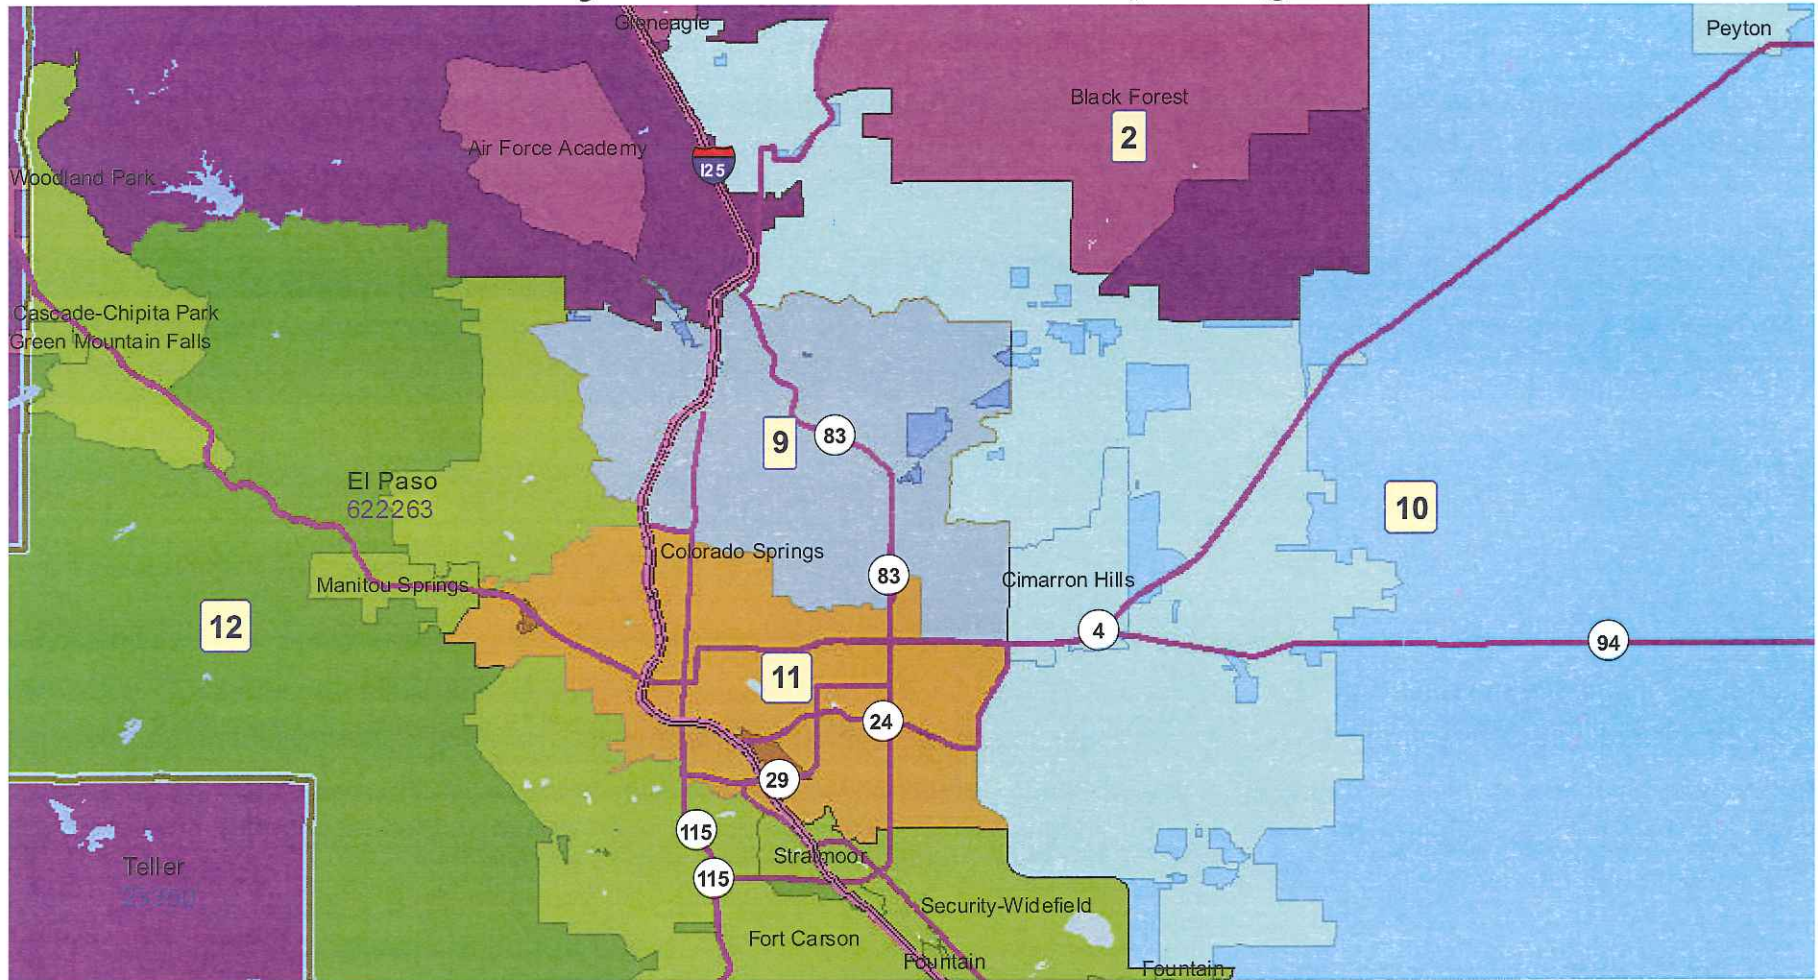 Gleneagle
Peyton
Black Forest
2
Air Force Academy
I25
Woodland Park
Cascade-Chipita Park
Green Mountain Falls
9
83
El Paso
622263
10
Colorado Springs
83
Cimarron Hills
Manitou Springs
12
4
94
11
24
29
115
Stratmoor
Teller
115
Security-Widefield
Fort Carson
Fountain
Fountain